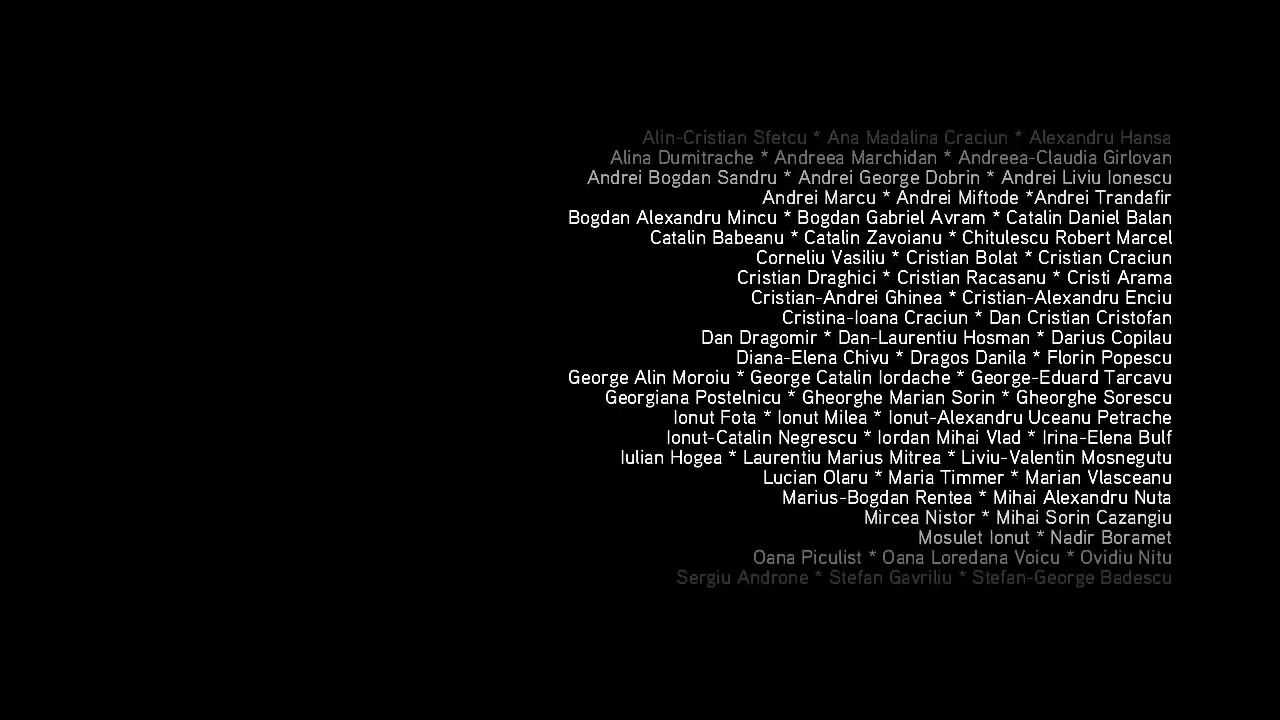 Alin-Cristian Sfetcu * Ana Madalina Craciun * Alexandru Hansa
Alina Dumitrache * Andreea Marchidan * Andreea-Claudia Girlovan
Andrei Bogdan Sandru * Andrei George Dobrin * Andrei Liviu Ionescu
Andrei Marcu * Andrei Miftode *Andrei Trandafir
Bogdan Alexandru Mincu * Bogdan Gabriel Avram * Catalin Daniel Balan
Catalin Babeanu * Catalin Zavoianu * Chitulescu Robert Marcel
Corneliu Vasiliu * Cristian Bolat * Cristian Craciun
Cristian Draghici * Cristian Racasanu * Cristi Arama
Cristian-Andrei Ghinea * Cristian-Alexandru Enciu
Cristina-Ioana Craciun * Dan Cristian Cristofan
Dan Dragomir * Dan-Laurentiu Hosman * Darius Copilau
Diana-Elena Chivu * Dragos Danila * Florin Popescu
George Alin Moroiu * George Catalin Iordache * George-Eduard Tarcavu
Georgiana Postelnicu * Gheorghe Marian Sorin * Gheorghe Sorescu
Ionut Fota * Ionut Milea * Ionut-Alexandru Uceanu Petrache
Ionut-Catalin Negrescu * Iordan Mihai Vlad * Irina-Elena Bulf
Iulian Hogea * Laurentiu Marius Mitrea * Liviu-Valentin Mosnegutu
Lucian Olaru * Maria Timmer * Marian Vlasceanu
Marius-Bogdan Rentea * Mihai Alexandru Nuta
Mircea Nistor * Mihai Sorin Cazangiu
Mosulet Ionut * Nadir Boramet
Oana Piculist * Oana Loredana Voicu * Ovidiu Nitu
Sergiu Androne * Stefan Gavriliu * Stefan-George Badescu